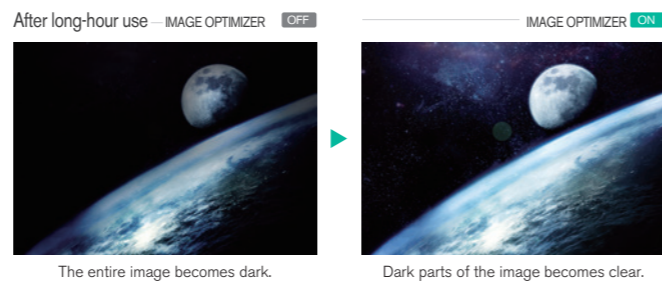 After long-hour use — IMAGE OPTIMIZER OFF
IMAGE OPTIMIZER ON
The entire image becomes dark.
Dark parts of the image becomes clear.